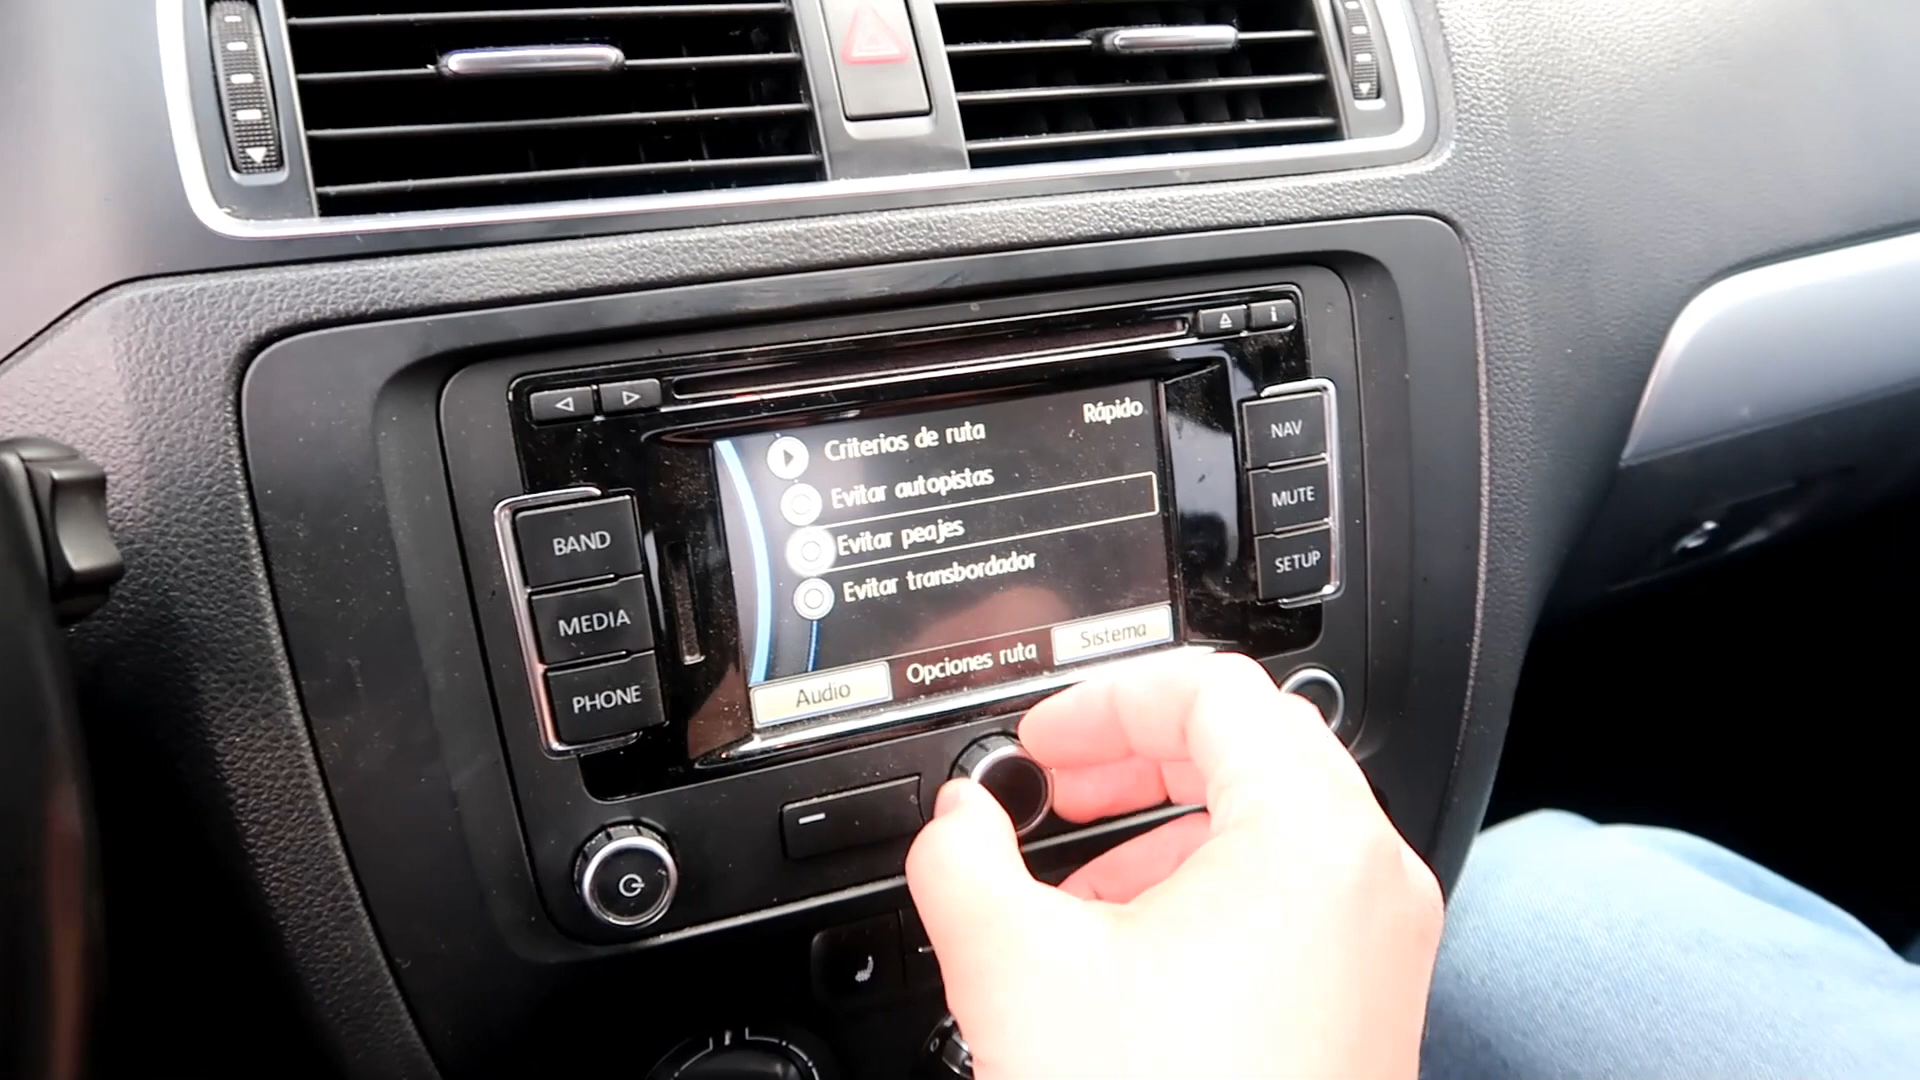 Criterios de ruta Rápido
Evitar autopistas
Evitar peajes
Evitar transbordador
Audio Opciones ruta Sistema
BAND
MEDIA
PHONE
NAV
MUTE
SETUP
i